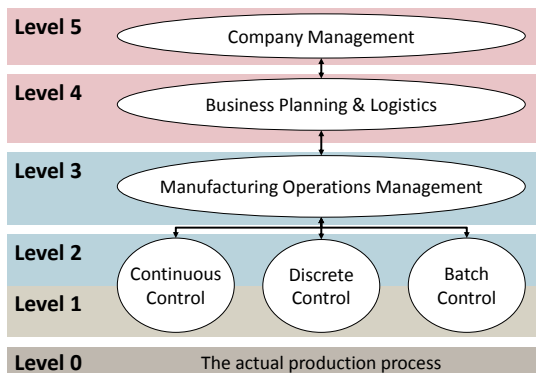 Level 5
Company Management
Level 4
Business Planning & Logistics
Level 3
Manufacturing Operations Management
Level 2
Continuous
Control
Discrete
Control
Batch
Control
Level 1
Level 0
The actual production process